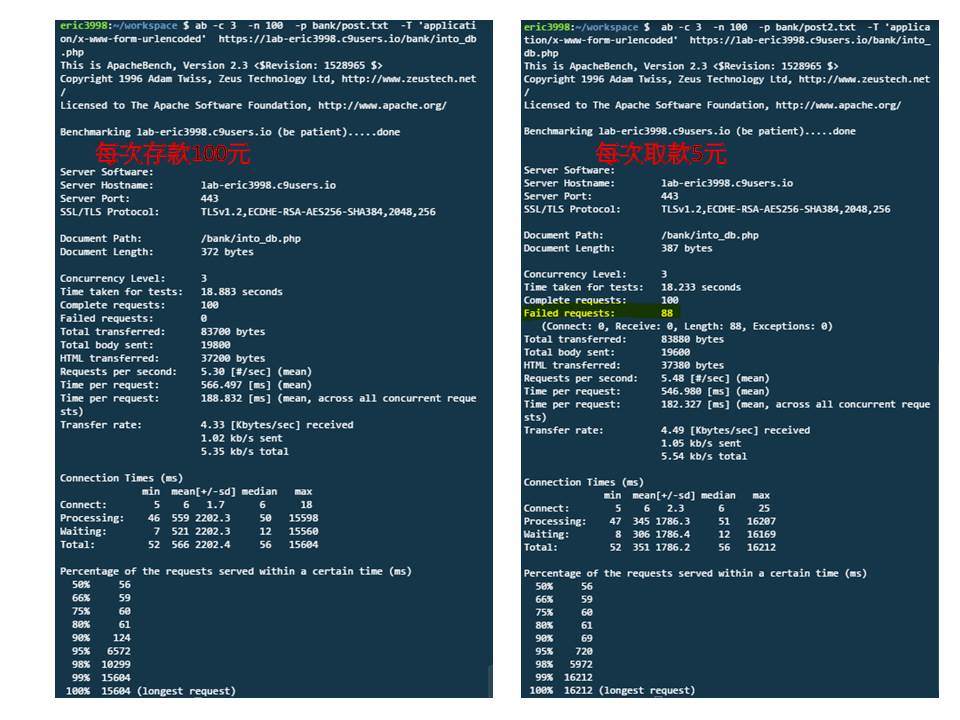 eric3998:~/workspace $ ab -c 3 -n 100 -p bank/post.txt -T 'applicati
on/x-www-form-urlencoded' https://lab-eric3998.c9users.io/bank/into_db
.php
This is ApacheBench, Version 2.3 <$Revision: 1528965 $>
Copyright 1996 Adam Twiss, Zeus Technology Ltd, http://www.zeustech.net
/
Licensed to The Apache Software Foundation, http://www.apache.org/
Benchmarking lab-eric3998.c9users.io (be patient).....done
每次存款100元
Server Software:
Server Hostname: lab-eric3998.c9users.io
Server Port: 443
SSL/TLS Protocol: TLSv1.2,ECDHE-RSA-AES256-SHA384,2048,256
Document Path: /bank/into_db.php
Document Length: 372 bytes
Concurrency Level: 3
Time taken for tests: 18.883 seconds
Complete requests: 100
Failed requests: 0
Total transferred: 83700 bytes
Total body sent: 19800
HTML transferred: 37200 bytes
Requests per second: 5.30 [#/sec] (mean)
Time per request: 566.497 [ms] (mean)
Time per request: 188.832 [ms] (mean, across all concurrent reque
sts)
Transfer rate: 4.33 [Kbytes/sec] received
1.02 kb/s sent
5.35 kb/s total
Connection Times (ms)
min mean[+/-sd] median max
Connect: 5 6 1.7 6 18
Processing: 46 559 2202.3 50 15598
Waiting: 7 521 2202.3 12 15560
Total: 52 566 2202.4 56 15604
Percentage of the requests served within a certain time (ms)
50% 56
66% 59
75% 60
80% 61
90% 124
95% 6572
98% 10299
99% 15604
100% 15604 (longest request)
eric3998:~/workspace $ ab -c 3 -n 100 -p bank/post2.txt -T 'applica
tion/x-www-form-urlencoded' https://lab-eric3998.c9users.io/bank/into_
db.php
This is ApacheBench, Version 2.3 <$Revision: 1528965 $>
Copyright 1996 Adam Twiss, Zeus Technology Ltd, http://www.zeustech.net
/
Licensed to The Apache Software Foundation, http://www.apache.org/
Benchmarking lab-eric3998.c9users.io (be patient).....done
每次取款5元
Server Software:
Server Hostname: lab-eric3998.c9users.io
Server Port: 443
SSL/TLS Protocol: TLSv1.2,ECDHE-RSA-AES256-SHA384,2048,256
Document Path: /bank/into_db.php
Document Length: 387 bytes
Concurrency Level: 3
Time taken for tests: 18.233 seconds
Complete requests: 100
Failed requests: 88
(Connect: 0, Receive: 0, Length: 88, Exceptions: 0)
Total transferred: 83880 bytes
Total body sent: 19600
HTML transferred: 37380 bytes
Requests per second: 5.48 [#/sec] (mean)
Time per request: 546.980 [ms] (mean)
Time per request: 182.327 [ms] (mean, across all concurrent reque
sts)
Transfer rate: 4.49 [Kbytes/sec] received
1.05 kb/s sent
5.54 kb/s total
Connection Times (ms)
min mean[+/-sd] median max
Connect: 5 6 2.3 6 25
Processing: 47 345 1786.3 51 16207
Waiting: 8 306 1786.4 12 16169
Total: 52 351 1786.2 56 16212
Percentage of the requests served within a certain time (ms)
50% 56
66% 59
75% 60
80% 61
90% 69
95% 720
98% 5972
99% 16212
100% 16212 (longest request)